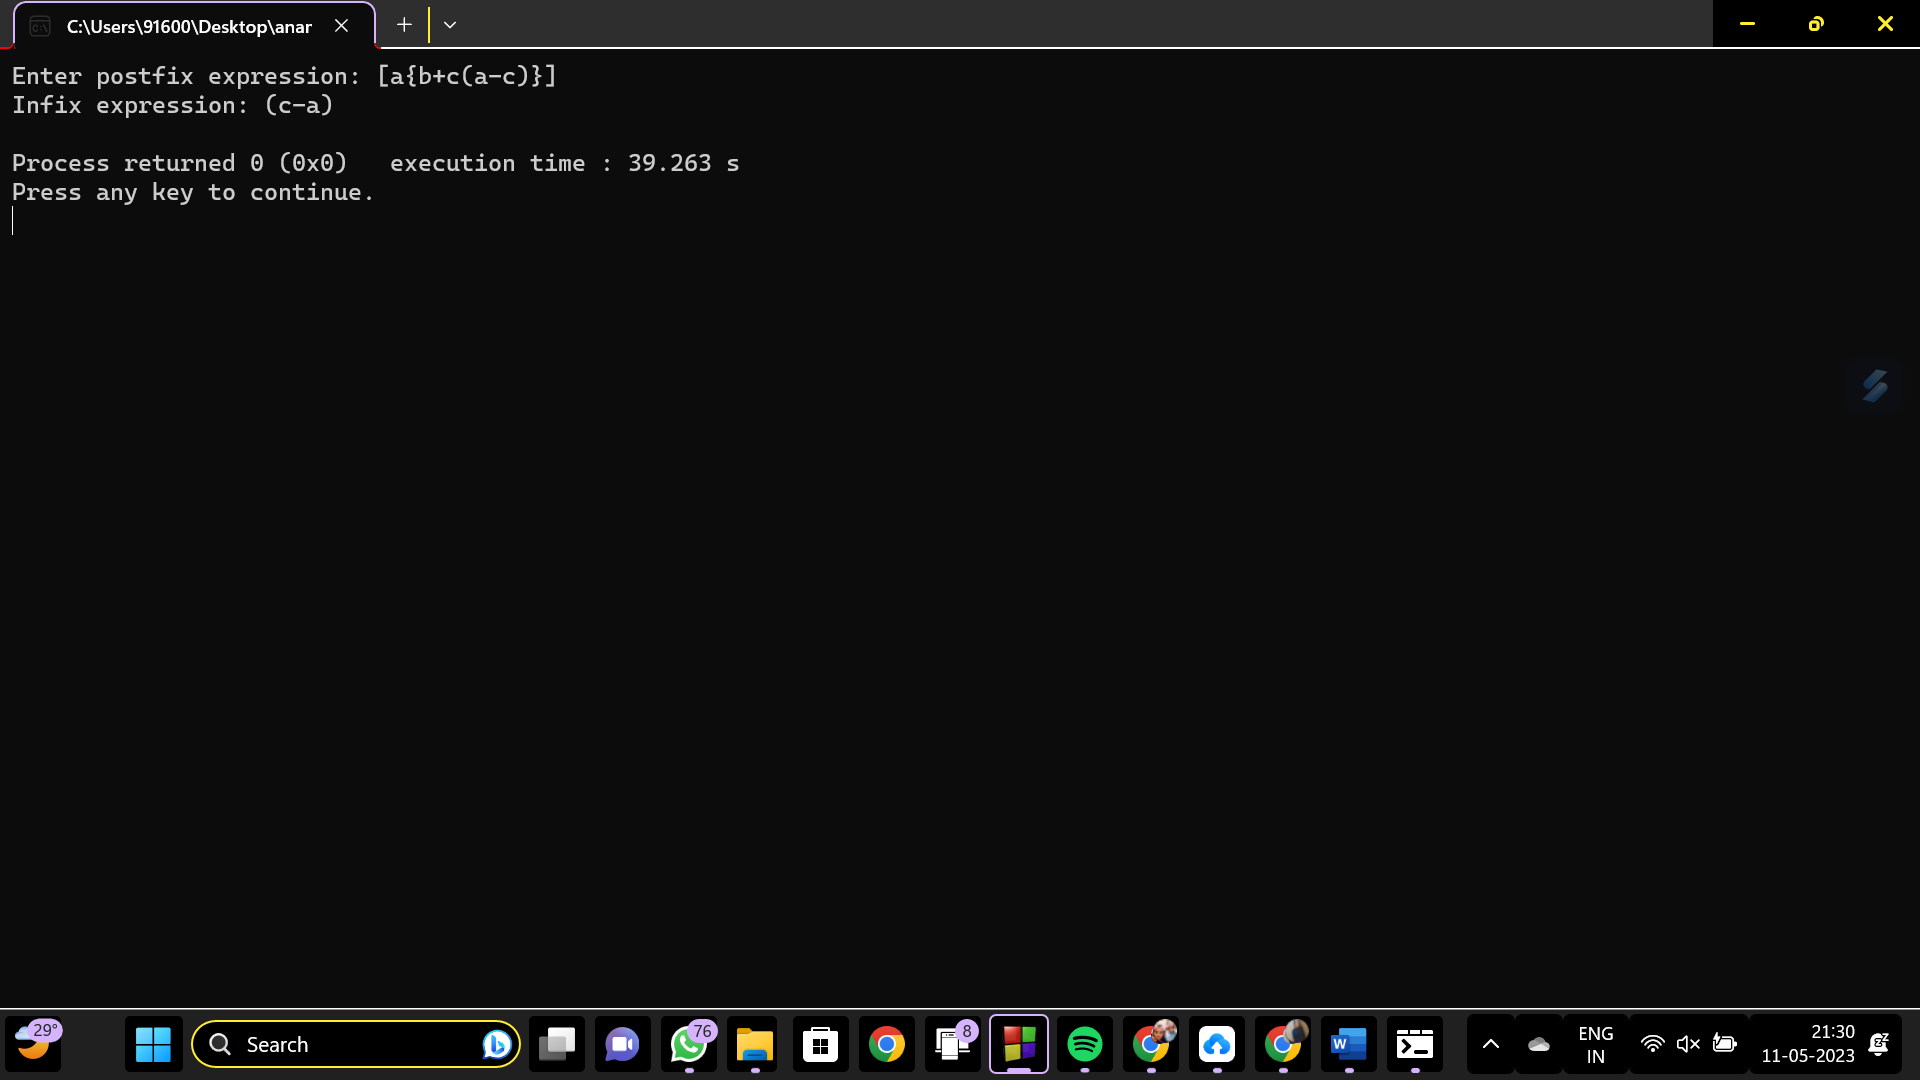 C:\Users\91600\Desktop\anar
Enter postfix expression: [a{b+c(a-c)}]
Infix expression: (c-a)
Process returned 0 (0x0)   execution time : 39.263 s
Press any key to continue.
29°
Search
76
8
ENG
IN
21:30
11-05-2023